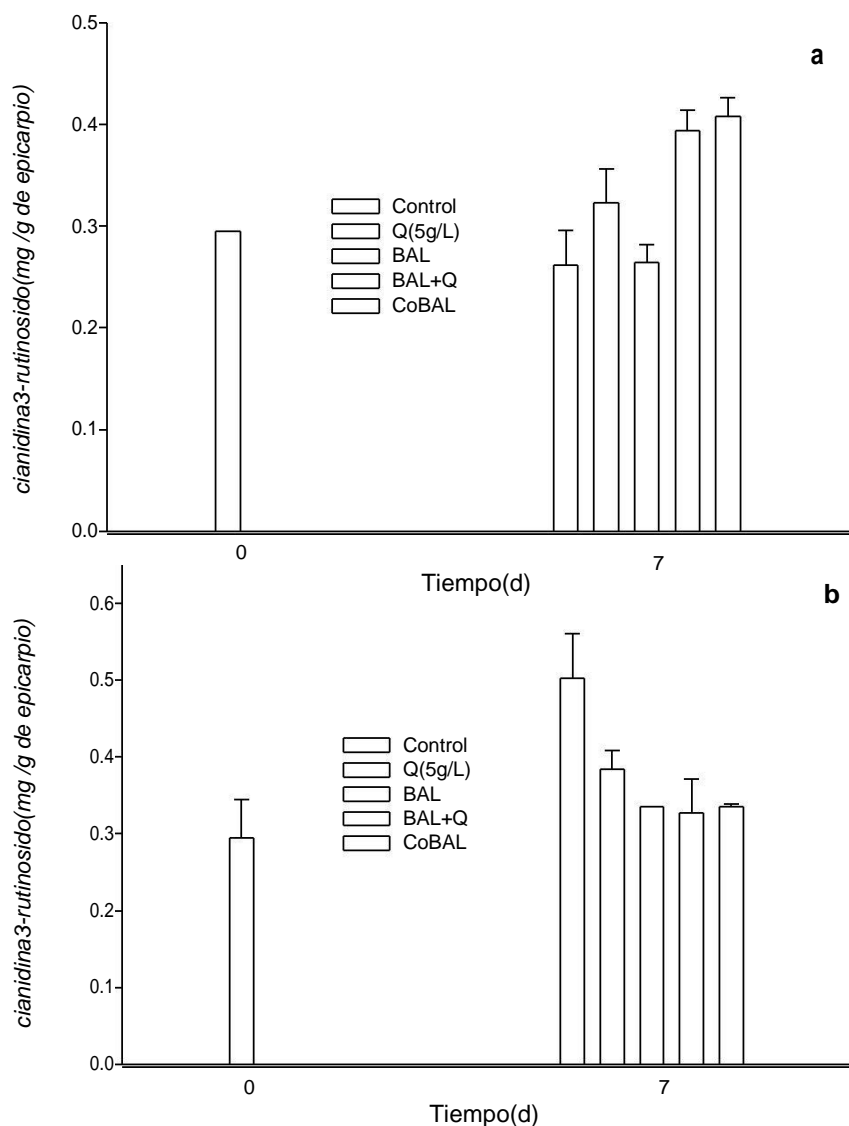 a
cianidina3-rutinosido(mg /g de epicarpio)
0.5
0.4
0.3
0.2
0.1
0.0
Control
Q(5g/L)
BAL
BAL+Q
CoBAL
0
7
Tiempo(d)
b
cianidina3-rutinosido(mg /g de epicarpio)
0.6
0.5
0.4
0.3
0.2
0.1
0.0
Control
Q(5g/L)
BAL
BAL+Q
CoBAL
0
7
Tiempo(d)